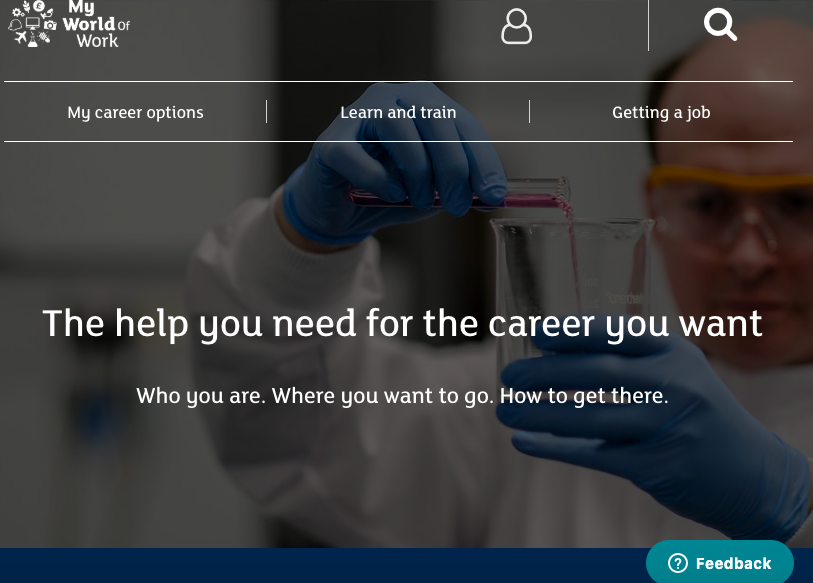 My
World OF
Work
My career options
Learn and train
Getting a job
The help you need for the career you want
Who you are. Where you want to go. How to get there.
Feedback